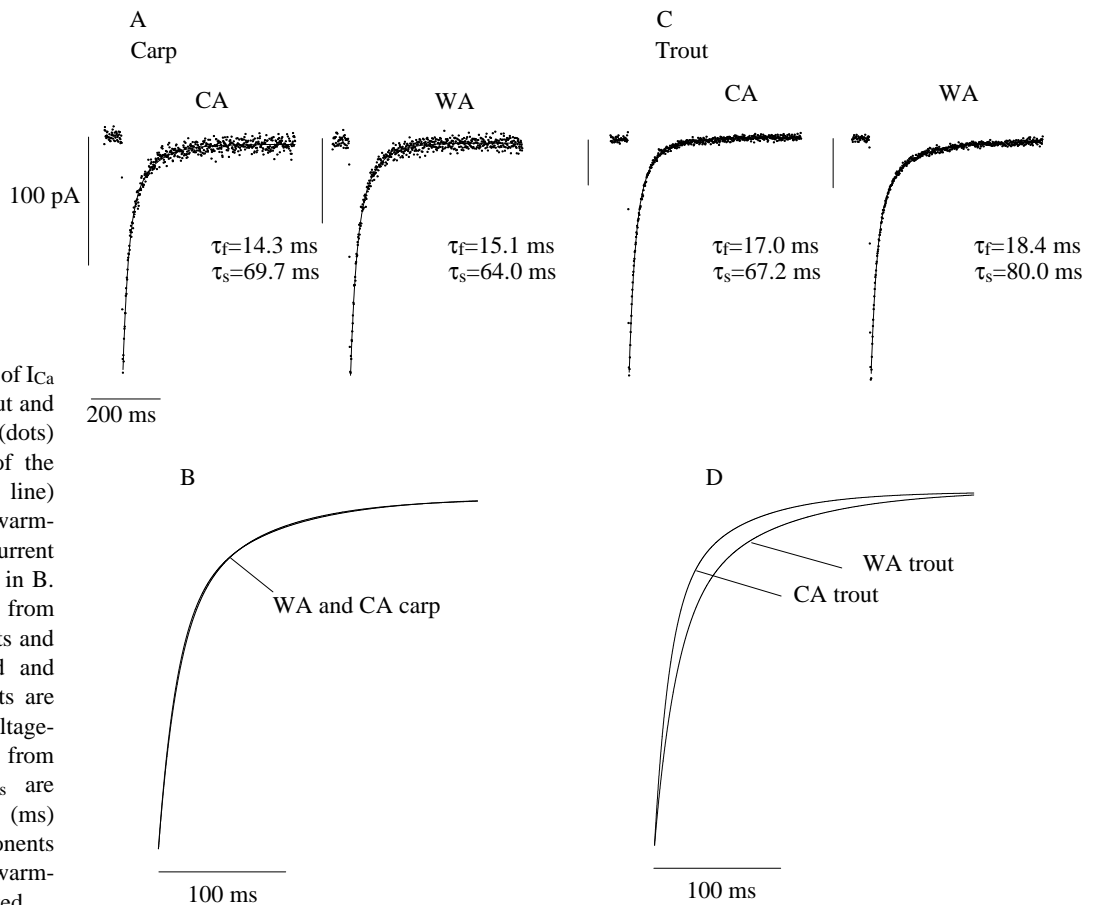 A
Carp
C
Trout
CA
WA
CA
WA
100 pA
τf=14.3 ms
τs=69.7 ms
τf=15.1 ms
τs=64.0 ms
τf=17.0 ms
τs=67.2 ms
τf=18.4 ms
τs=80.0 ms
200 ms
of ICa
ut and
(dots)
of the
line)
warm-
urrent
in B.
from
ts and
d and
ts are
ltage-
from
s are
(ms)
onents
warm-
ed
B
WA and CA carp
100 ms
D
WA trout
CA trout
100 ms